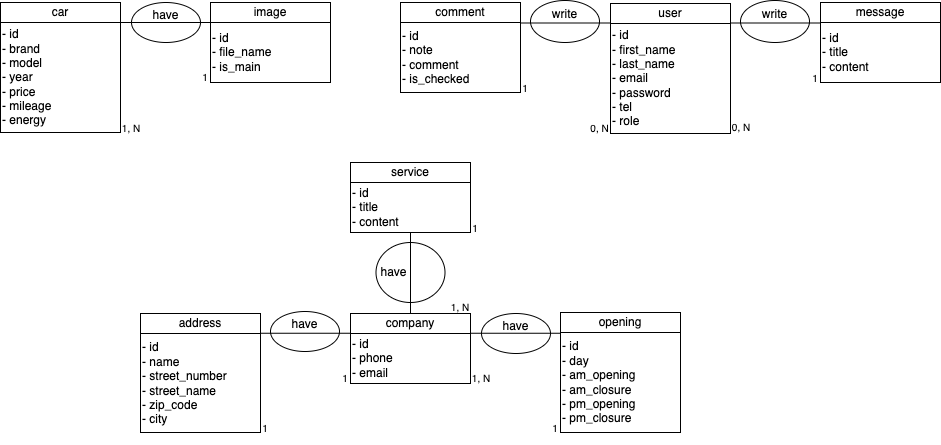 car
- id
- brand
- model
- year
- price
- mileage
- energy
1, N
have
image
- id
- file_name
- is_main
1
comment
- id
- note
- comment
- is_checked
1
write
user
- id
- first_name
- last_name
- email
- password
- tel
- role
0, N
0, N
write
message
- id
- title
- content
1
service
- id
- title
- content
1
have
1, N
address
- id
- name
- street_number
- street_name
- zip_code
- city
1
have
company
- id
- phone
- email
1
1, N
have
opening
- id
- day
- am_opening
- am_closure
- pm_opening
- pm_closure
1